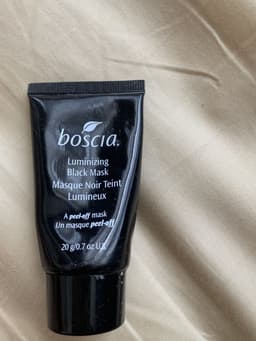 boscia.
Luminizing
Black Mask
Masque Noir Teint
Lumineux
A peel-off mask
Un masque peel-off
20 g/0.7 oz US